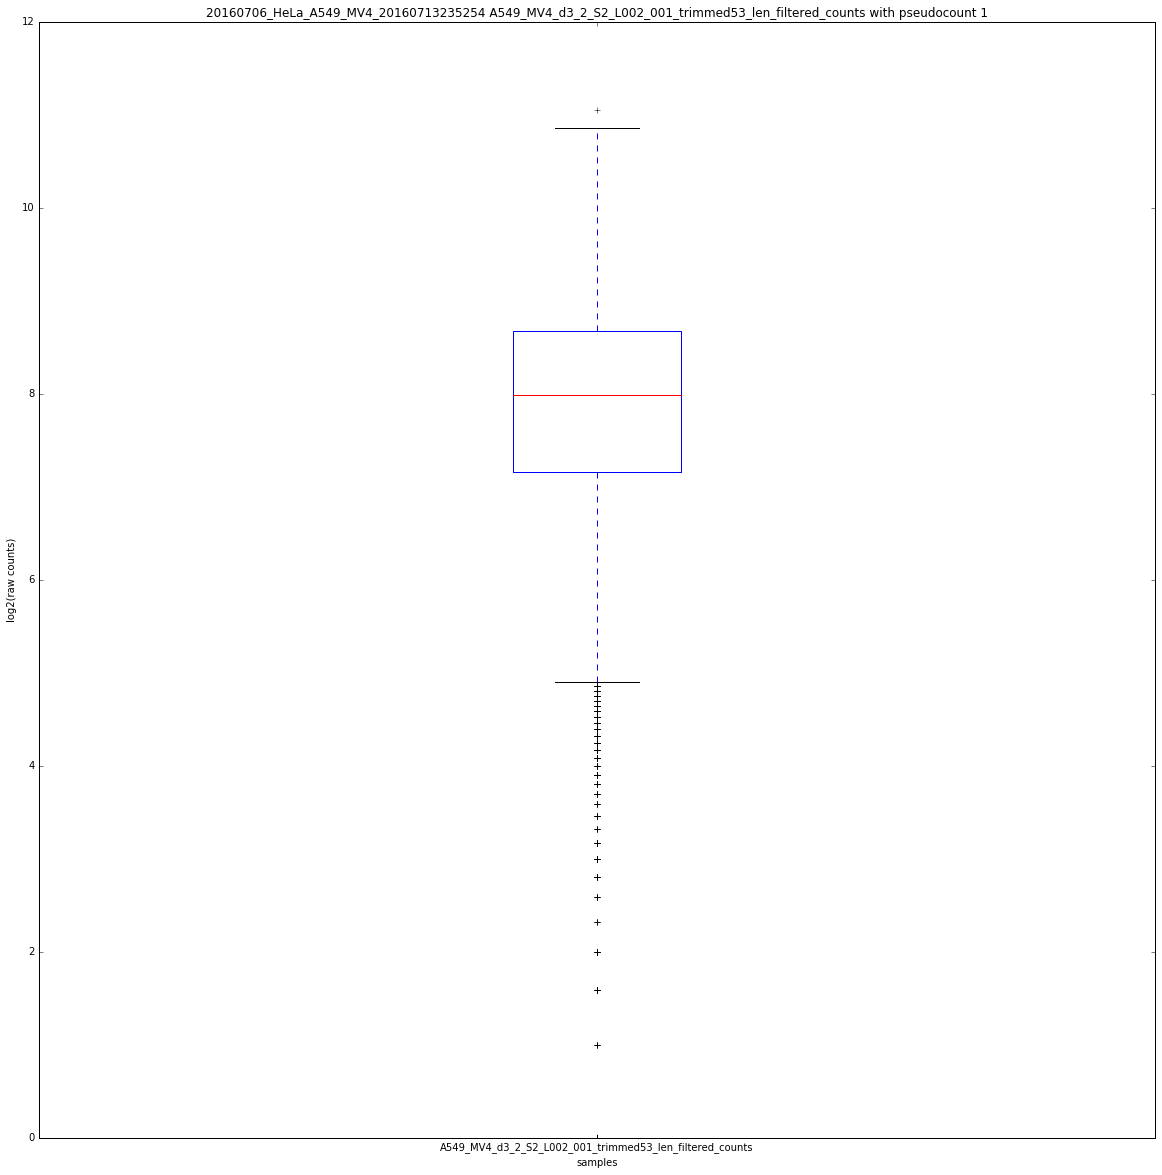 20160706_HeLa_A549_MV4_20160713235254 A549_MV4_d3_2_S2_L002_001_trimmed53_len_filtered_counts with pseudocount 1
12
10
8
6
4
2
0
log2(raw counts)
A549_MV4_d3_2_S2_L002_001_trimmed53_len_filtered_counts
samples